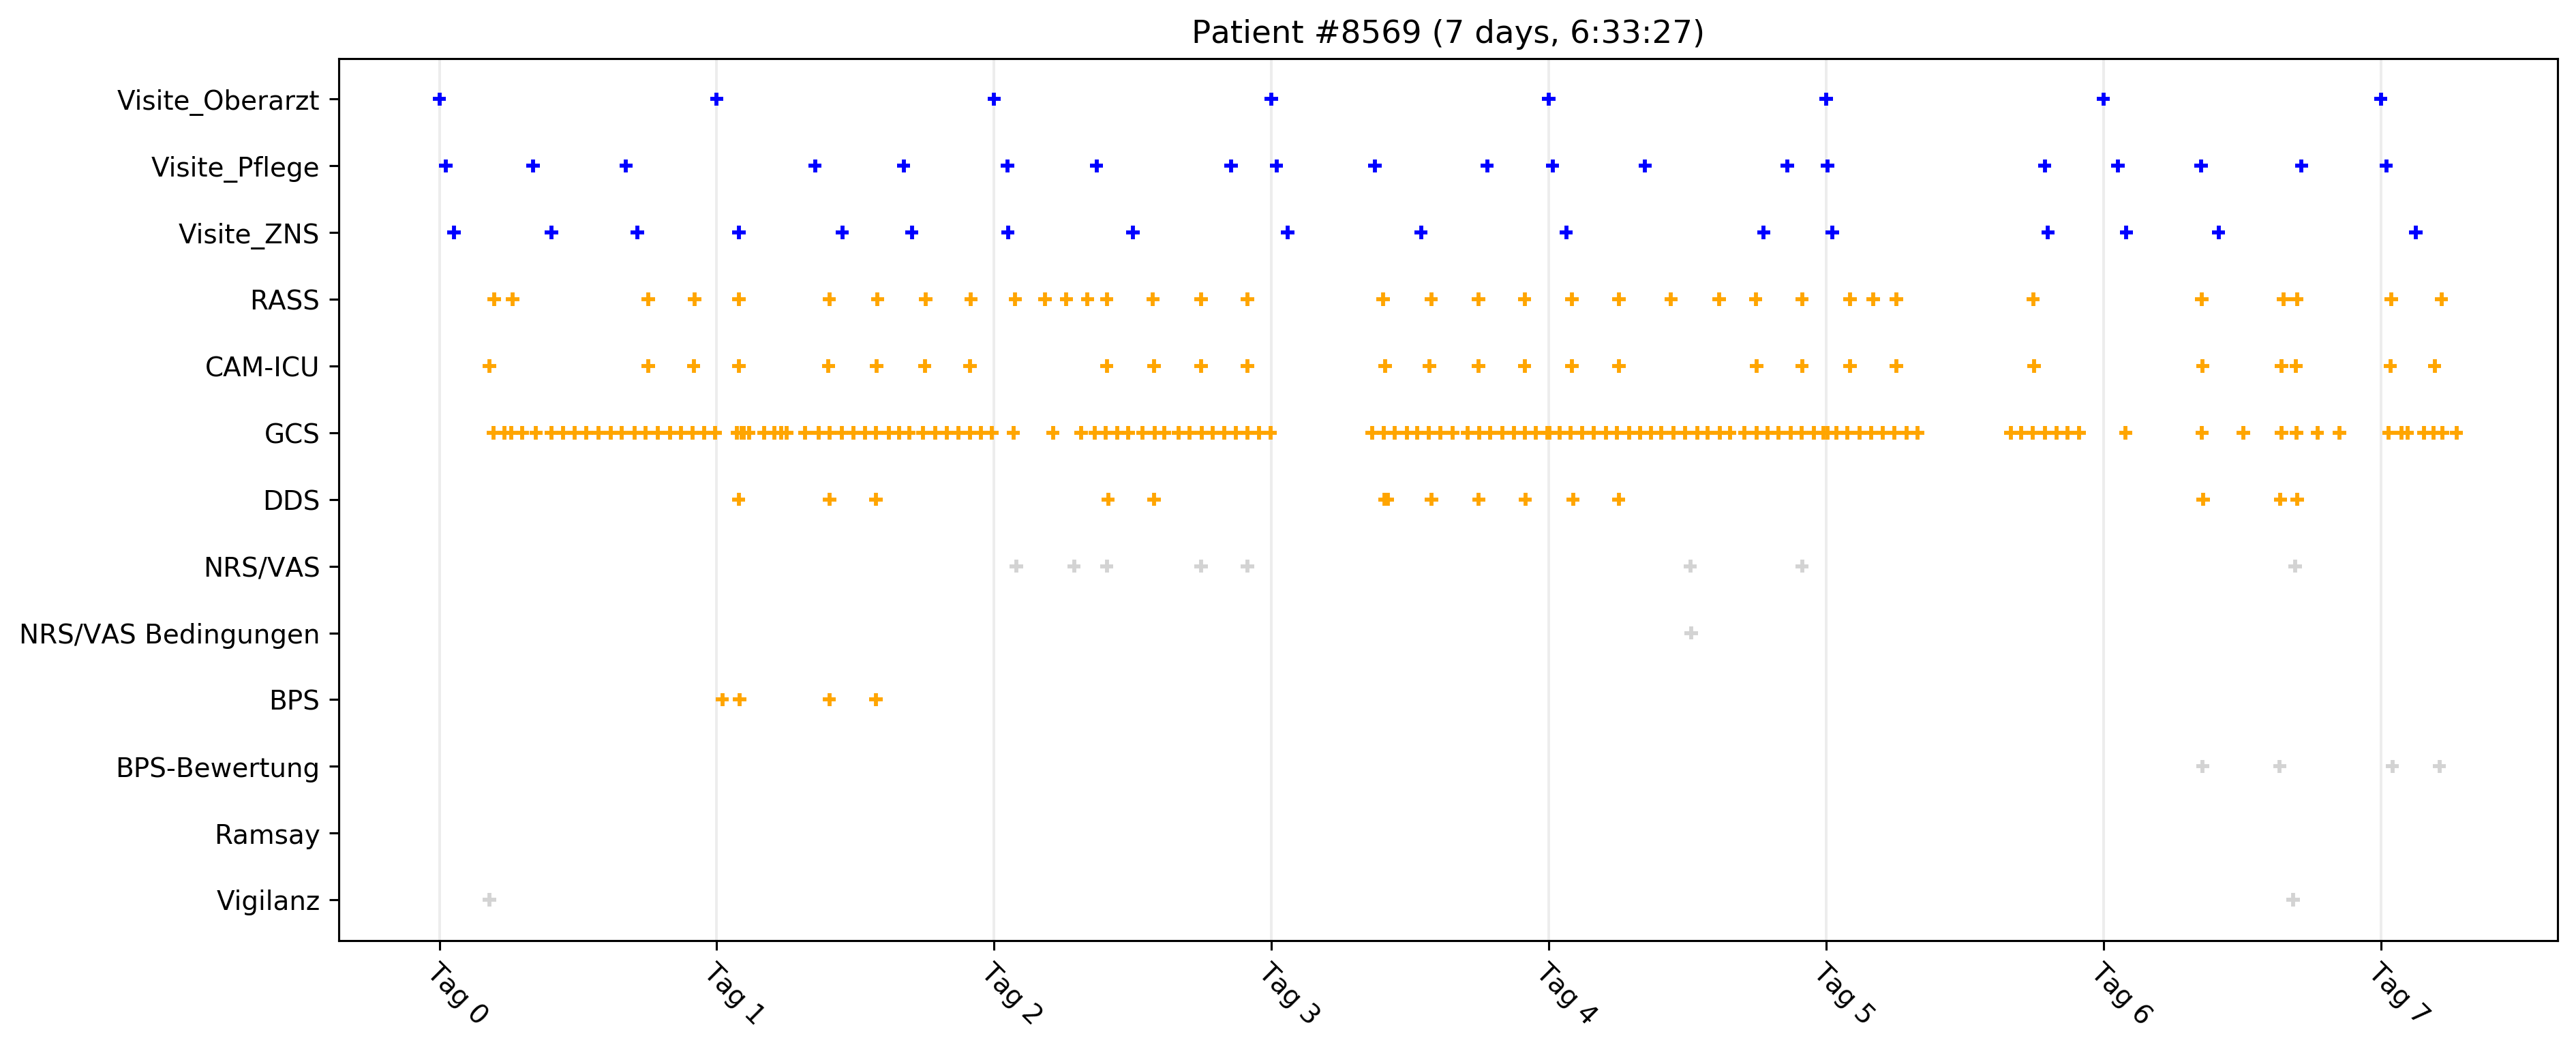 Patient #8569 (7 days, 6:33:27)
Visite_Oberarzt
Visite_Pflege
Visite_ZNS
RASS
CAM-ICU
GCS
DDS
NRS/VAS
NRS/VAS Bedingungen
BPS
BPS-Bewertung
Ramsay
Vigilanz
Tag 0
Tag 1
Tag 2
Tag 3
Tag 4
Tag 5
Tag 6
Tag 7